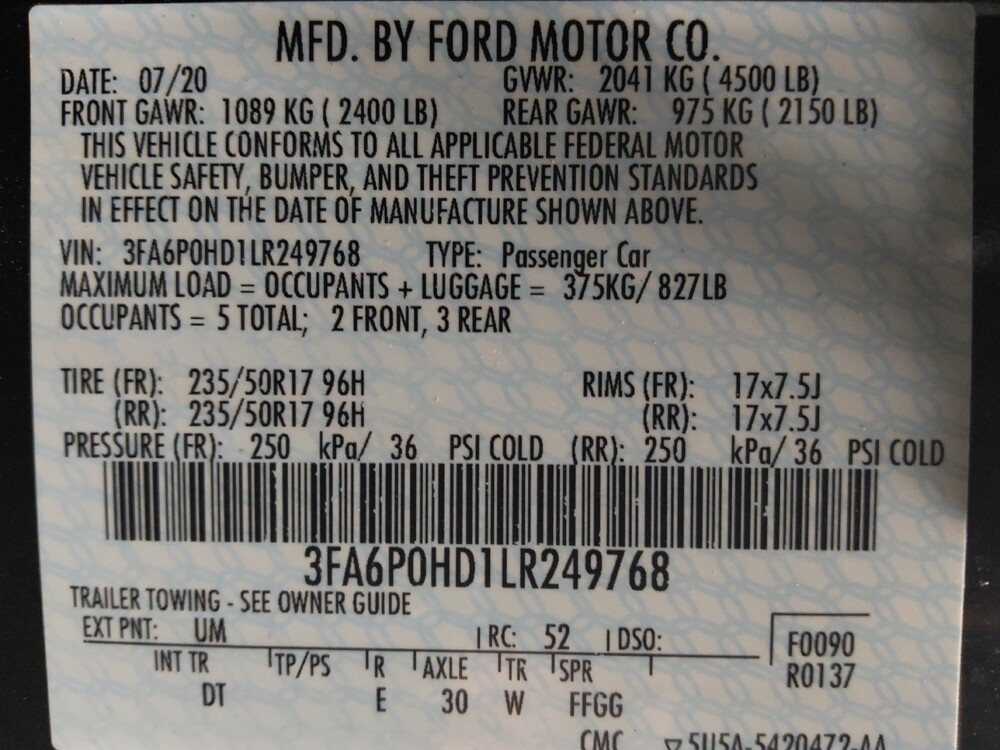 MFD. BY FORD MOTOR CO.
DATE: 07/20 GVWR: 2041 KG ( 4500 LB)
FRONT GAWR: 1089 KG ( 2400 LB) REAR GAWR: 975 KG ( 2150 LB)
THIS VEHICLE CONFORMS TO ALL APPLICABLE FEDERAL MOTOR
VEHICLE SAFETY, BUMPER, AND THEFT PREVENTION STANDARDS
IN EFFECT ON THE DATE OF MANUFACTURE SHOWN ABOVE.
VIN: 3FA6P0HD1LR249768 TYPE: Passenger Car
MAXIMUM LOAD = OCCUPANTS + LUGGAGE = 375KG/ 827LB
OCCUPANTS = 5 TOTAL; 2 FRONT, 3 REAR
TIRE (FR): 235/50R17 96H RIMS (FR): 17x7.5J
(RR): 235/50R17 96H (RR): 17x7.5J
PRESSURE (FR): 250 kPa/ 36 PSI COLD (RR): 250 kPa/ 36 PSI COLD
3FA6P0HD1LR249768
TRAILER TOWING - SEE OWNER GUIDE
EXT PNT: UM RC: 52 DSO: F0090
INT TR TP/PS R AXLE TR SPR R0137
DT E 30 W FFGG
CMC ▽5U5A-5420472-AA